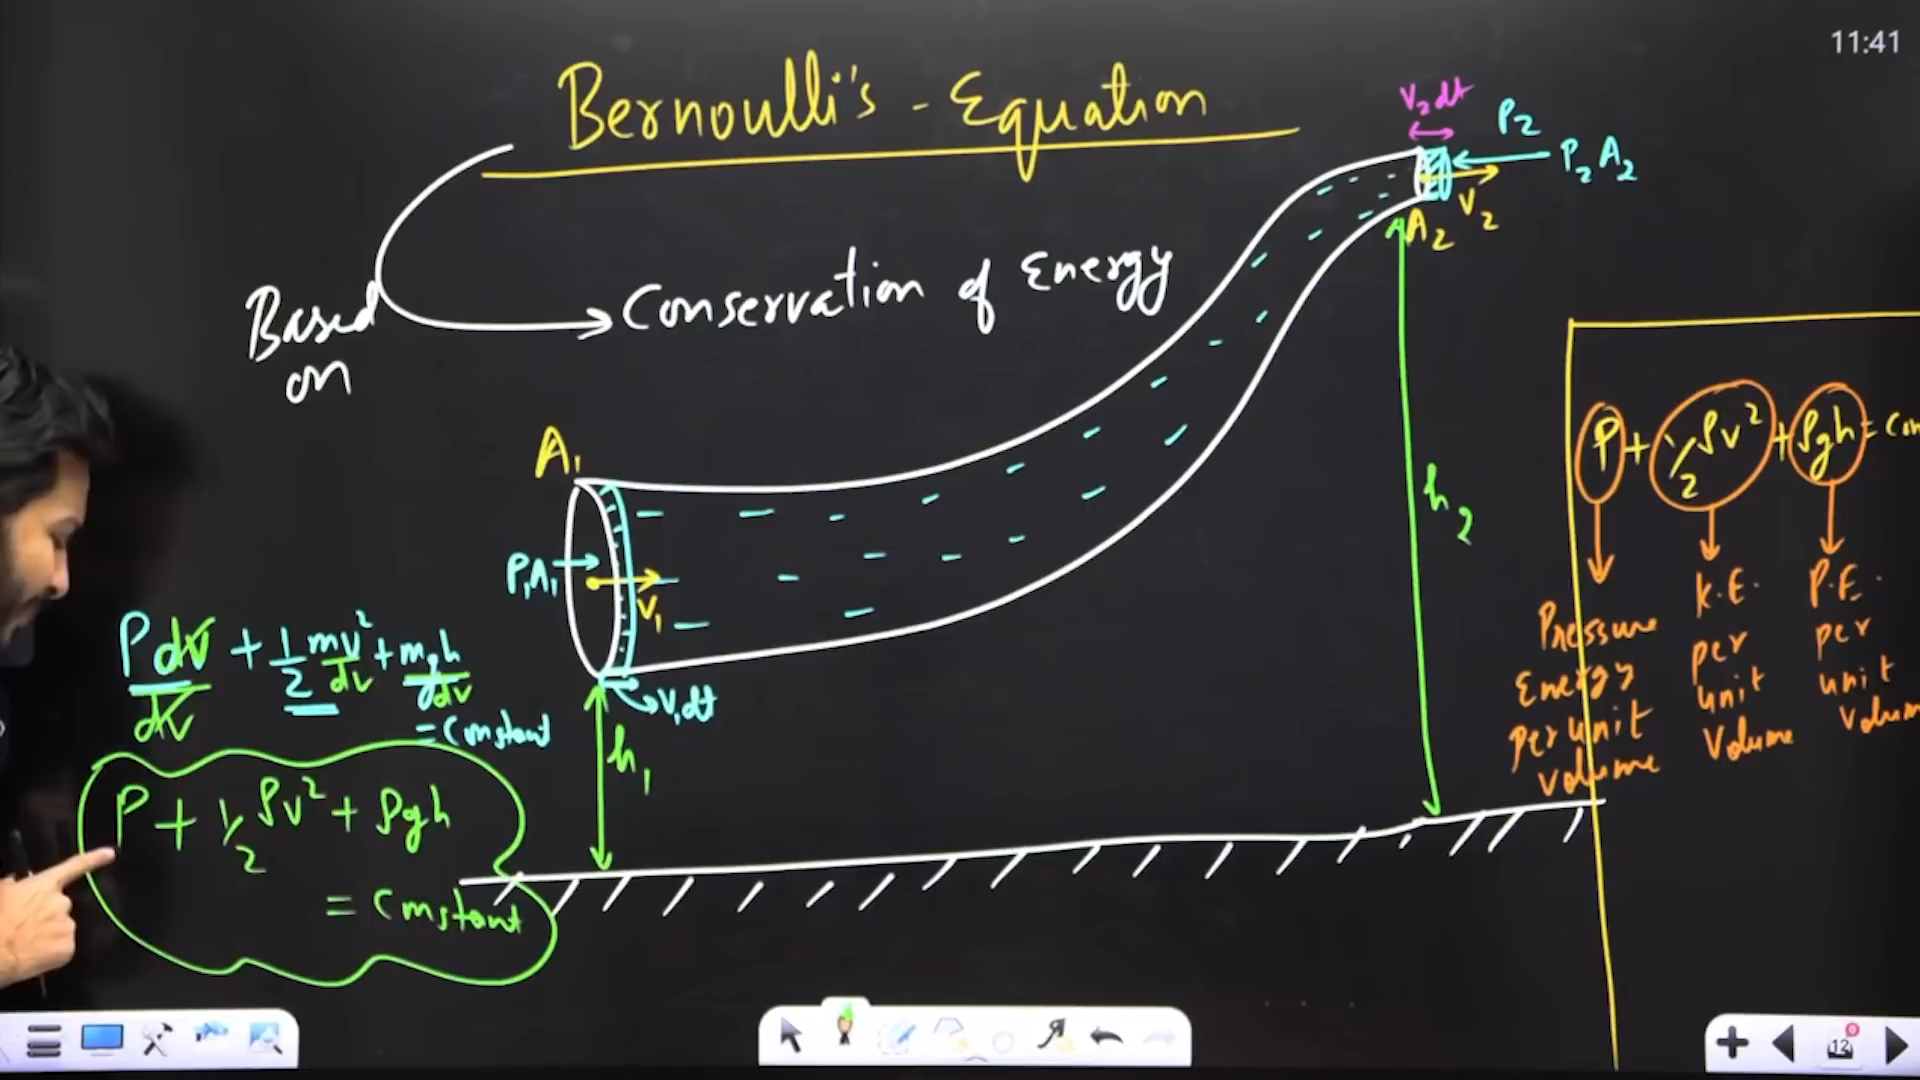 11:41
Bernoulli's - Equation
Based on
Conservation of Energy
V₂dt
P₂
P₂A₂
V₂
A₂
h₂
A₁
P₁A₁
V₁
V₁dt
h₁
PdV/dV + 1/2 mv²/dV + mgh/dV
= Constant
P + 1/2 ρv² + ρgh
= Constant
P + 1/2 ρv² + ρgh = Con
Pressure
Energy
per unit
volume
K.E.
per
unit
Volume
P.E.
per
unit
Volum
12